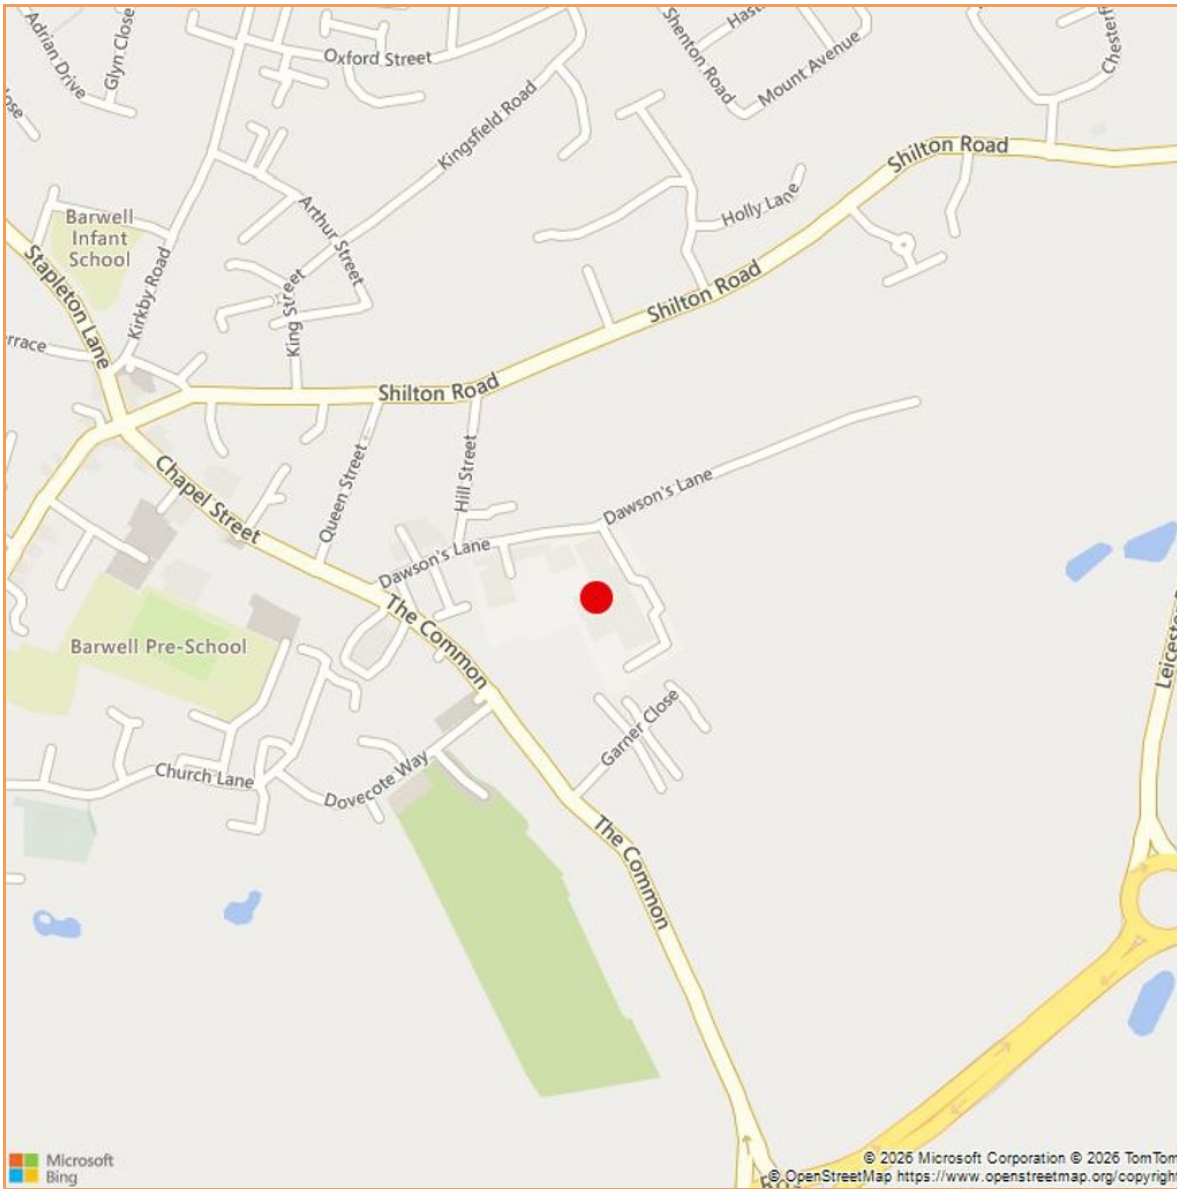 Adrian Drive
Glyn Close
Oxford Street
Kingsfield Road
Shenton Road
Mount Avenue
Shilton Road
Holly Lane
Barwell
Infant
School
Arthur Street
Stapleton Lane
Kirkby Road
King Street
Shilton Road
Shilton Road
Chapel Street
Queen Street
Hill Street
Dawson's Lane
Dawson's Lane
The Common
Barwell Pre-School
Garner Close
Church Lane
Dovecote Way
The Common
Microsoft
Bing
© 2026 Microsoft Corporation © 2026 TomTom
© OpenStreetMap https://www.openstreetmap.org/copyright